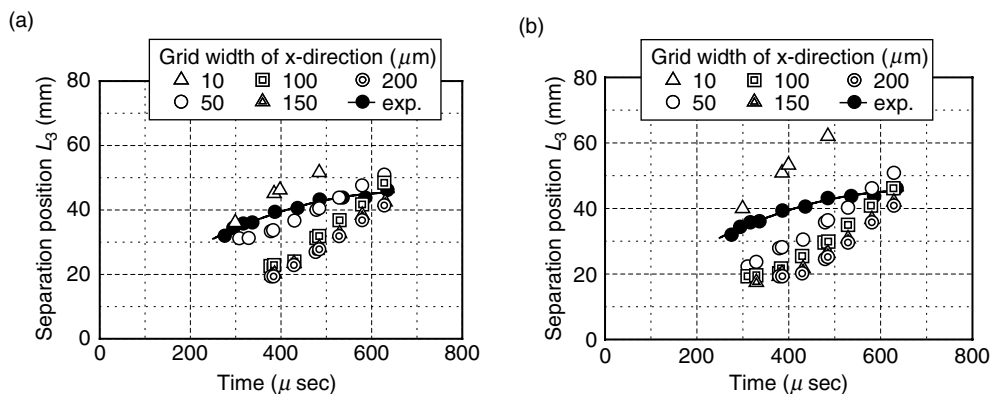 (a)
Grid width of x-direction (μm)
10 100 200
50 150 exp.
80
60
40
20
0
0 200 400 600 800
Separation position L3 (mm)
Time (μ sec)
(b)
Grid width of x-direction (μm)
10 100 200
50 150 exp.
80
60
40
20
0
0 200 400 600 800
Separation position L3 (mm)
Time (μ sec)